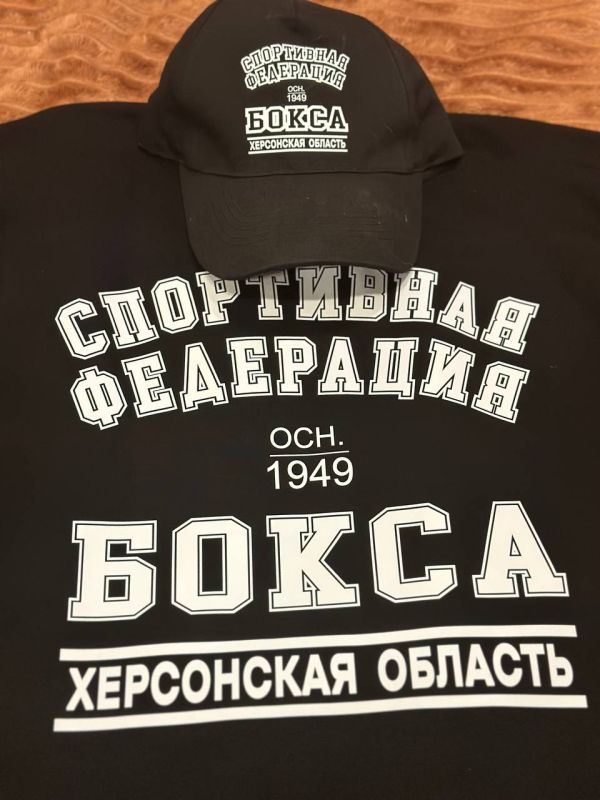 СПОРТИВНАЯ
ФЕДЕРАЦИЯ
ОСН.
1949
БОКСА
ХЕРСОНСКАЯ ОБЛАСТЬ
СПОРТИВНАЯ
ФЕДЕРАЦИЯ
ОСН.
1949
БОКСА
ХЕРСОНСКАЯ ОБЛАСТЬ